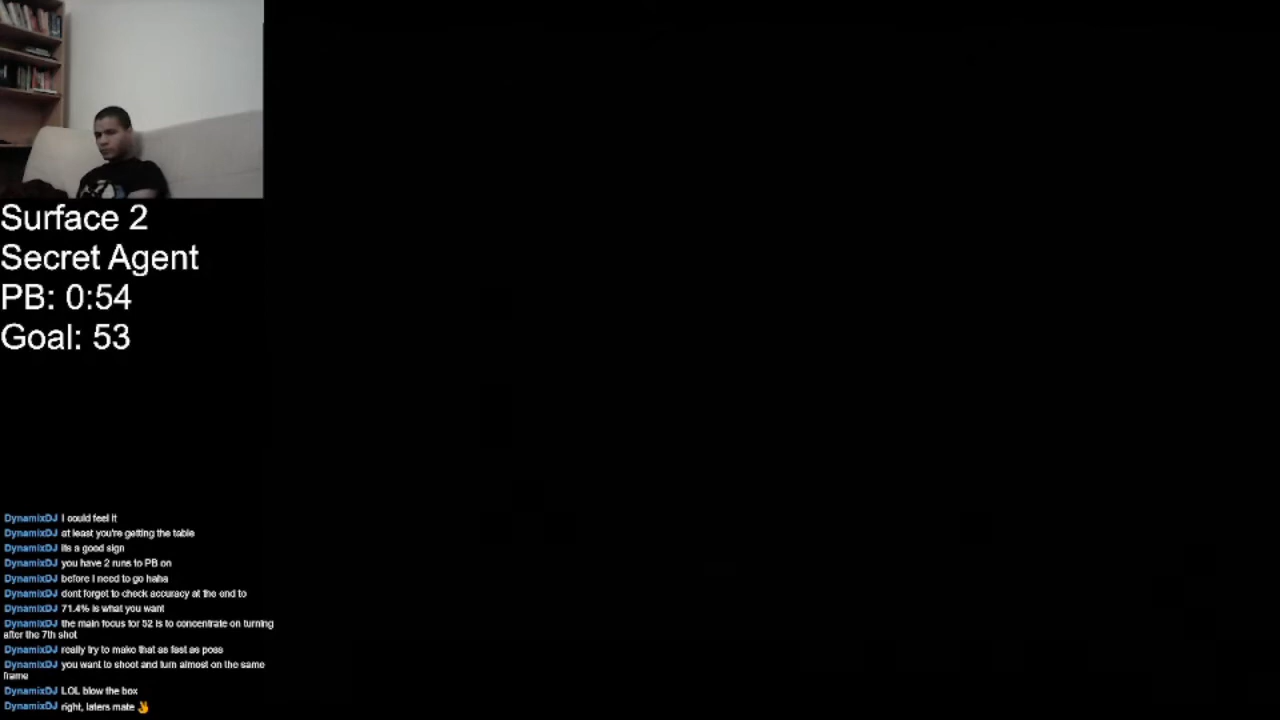 Surface 2
Secret Agent
PB: 0:54
Goal: 53
DynamixDJ I could feel it
DynamixDJ at least you're getting the table
DynamixDJ its a good sign
DynamixDJ you have 2 runs to PB on
DynamixDJ before I need to go haha
DynamixDJ dont forget to check accuracy at the end to
DynamixDJ 71.4% is what you want
DynamixDJ the main focus for 52 is to concentrate on turning
after the 7th shot
DynamixDJ really try to make that as fast as poss
DynamixDJ you want to shoot and turn almost on the same
frame
DynamixDJ LOL blow the box
DynamixDJ right, laters mate ✌